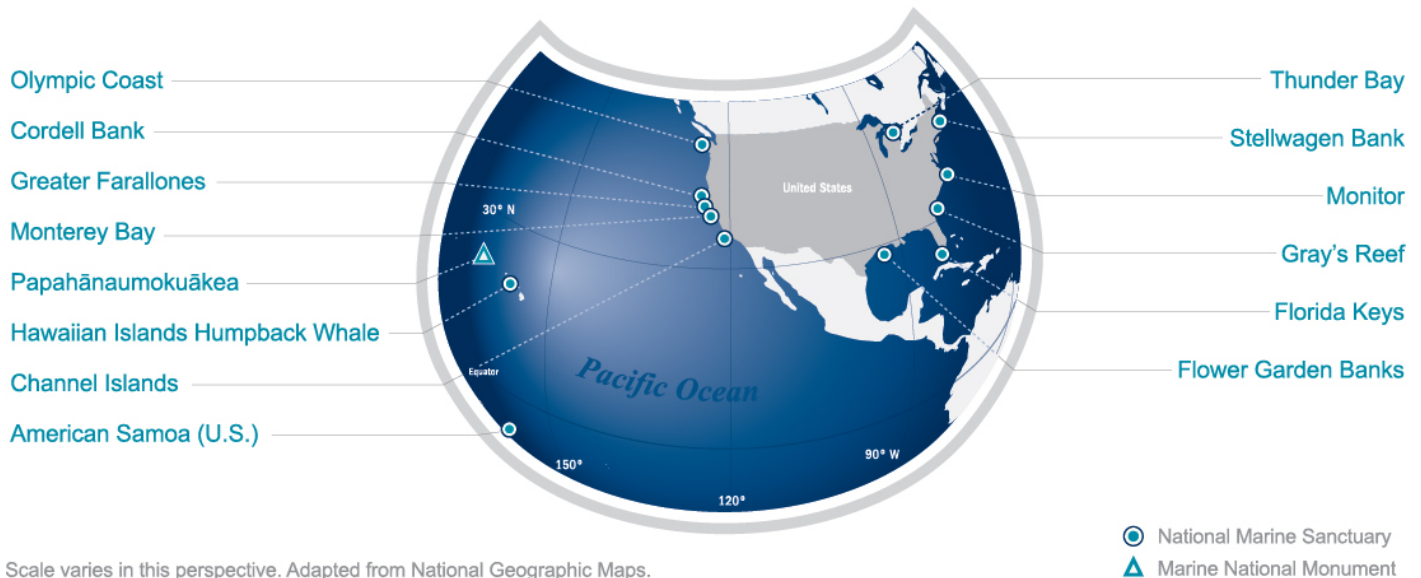 Olympic Coast
Cordell Bank
Greater Farallones
Monterey Bay
Papahānaumokuākea
Hawaiian Islands Humpback Whale
Channel Islands
American Samoa (U.S.)
Thunder Bay
Stellwagen Bank
Monitor
Gray's Reef
Florida Keys
Flower Garden Banks
United States
30° N
Equator
Pacific Ocean
150°
120°
90° W
National Marine Sanctuary
Marine National Monument
Scale varies in this perspective. Adapted from National Geographic Maps.